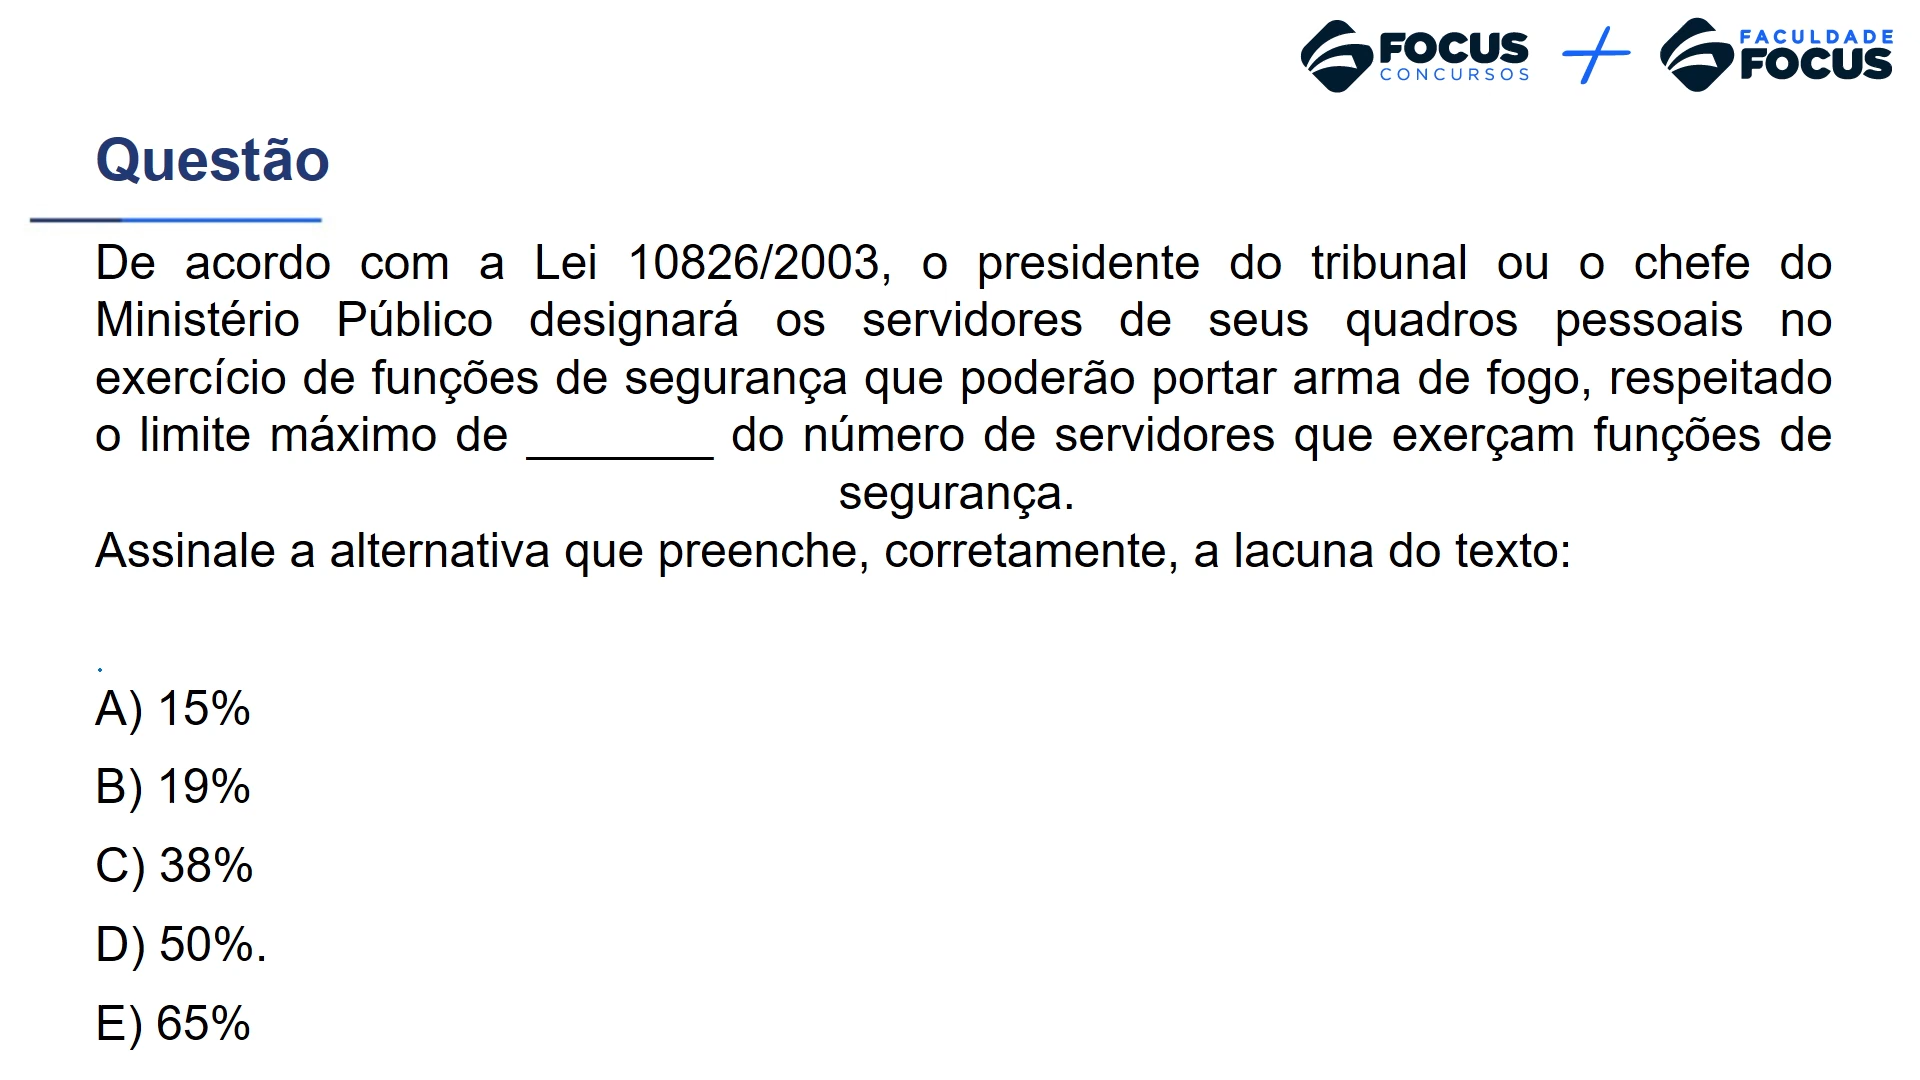 FOCUS
CONCURSOS
FACULDADE
FOCUS
Questão
De acordo com a Lei 10826/2003, o presidente do tribunal ou o chefe do
Ministério Público designará os servidores de seus quadros pessoais no
exercício de funções de segurança que poderão portar arma de fogo, respeitado
o limite máximo de ________ do número de servidores que exerçam funções de
segurança.
Assinale a alternativa que preenche, corretamente, a lacuna do texto:
.
A) 15%
B) 19%
C) 38%
D) 50%.
E) 65%